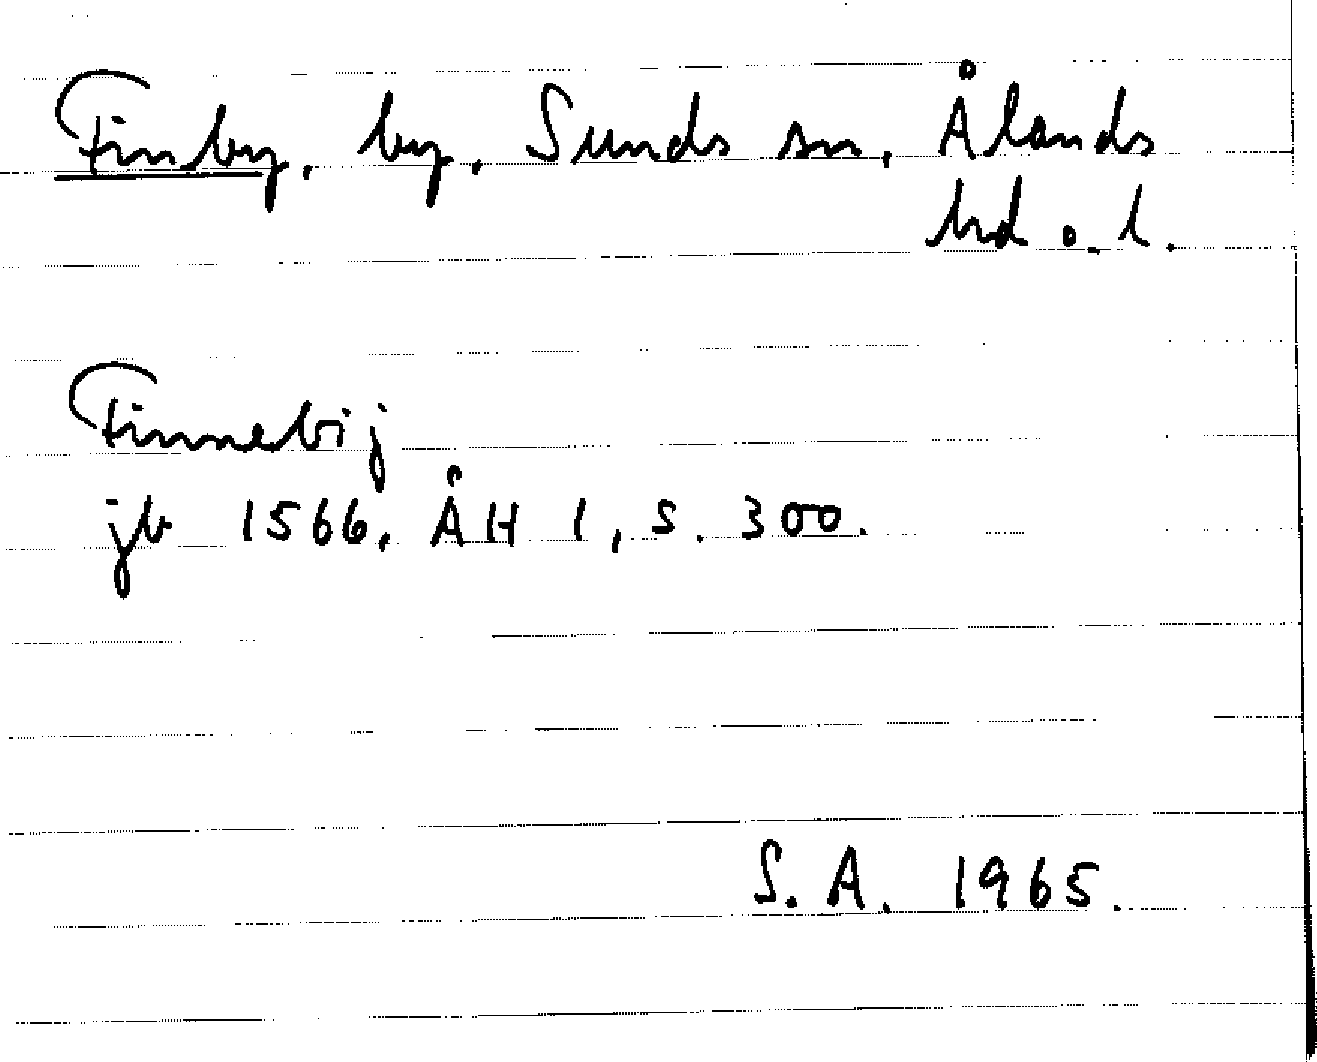 Finby, by, Sunds sn, Ålands
hd o. l.
Finnebij
jb 1566, ÅH 1, s. 300.
S. A. 1965.